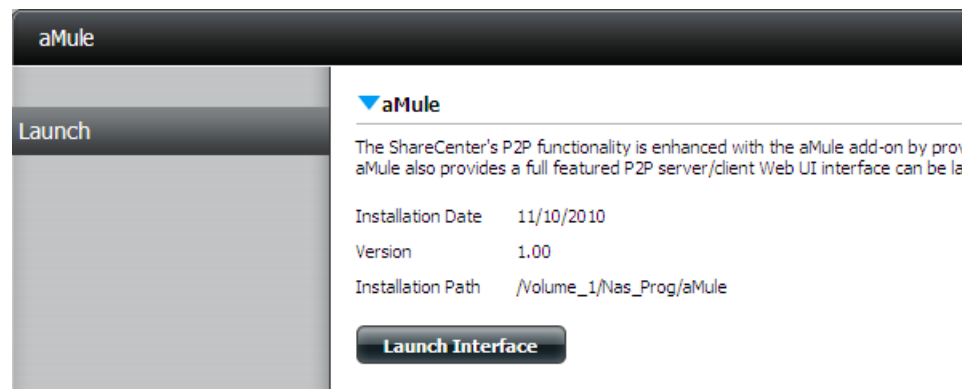 aMule
Launch
aMule
The ShareCenter's P2P functionality is enhanced with the aMule add-on by
aMule also provides a full featured P2P server/client Web UI interface can be
Installation Date 11/10/2010
Version 1.00
Installation Path /Volume_1/Nas_Prog/aMule
Launch Interface